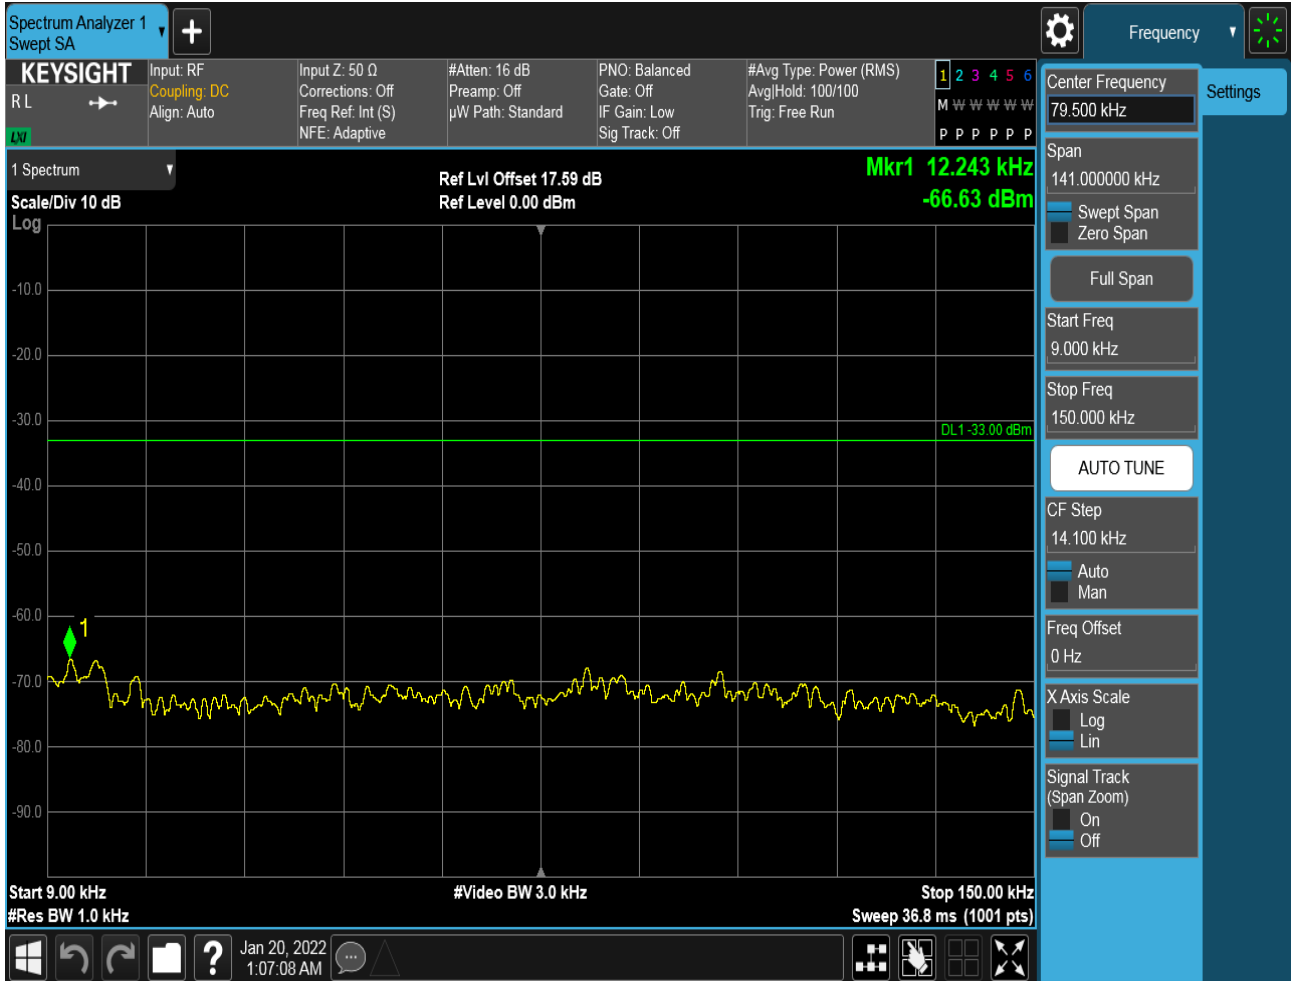 Spectrum Analyzer 1
Swept SA
Frequency
KEYSIGHT
R L
LXI
Input: RF
Coupling: DC
Align: Auto
Input Z: 50 Ω
Corrections: Off
Freq Ref: Int (S)
NFE: Adaptive
#Atten: 16 dB
Preamp: Off
µW Path: Standard
PNO: Balanced
Gate: Off
IF Gain: Low
Sig Track: Off
#Avg Type: Power (RMS)
Avg|Hold: 100/100
Trig: Free Run
1 2 3 4 5 6
M W W W W W
P P P P P P
1 Spectrum
Scale/Div 10 dB
Log
Ref Lvl Offset 17.59 dB
Ref Level 0.00 dBm
Mkr1 12.243 kHz
-66.63 dBm
-10.0
-20.0
-30.0
DL1 -33.00 dBm
-40.0
-50.0
-60.0
1
-70.0
-80.0
-90.0
Start 9.00 kHz
#Res BW 1.0 kHz
#Video BW 3.0 kHz
Stop 150.00 kHz
Sweep 36.8 ms (1001 pts)
?
Jan 20, 2022
1:07:08 AM
Center Frequency
79.500 kHz
Settings
Span
141.000000 kHz
Swept Span
Zero Span
Full Span
Start Freq
9.000 kHz
Stop Freq
150.000 kHz
AUTO TUNE
CF Step
14.100 kHz
Auto
Man
Freq Offset
0 Hz
X Axis Scale
Log
Lin
Signal Track
(Span Zoom)
On
Off